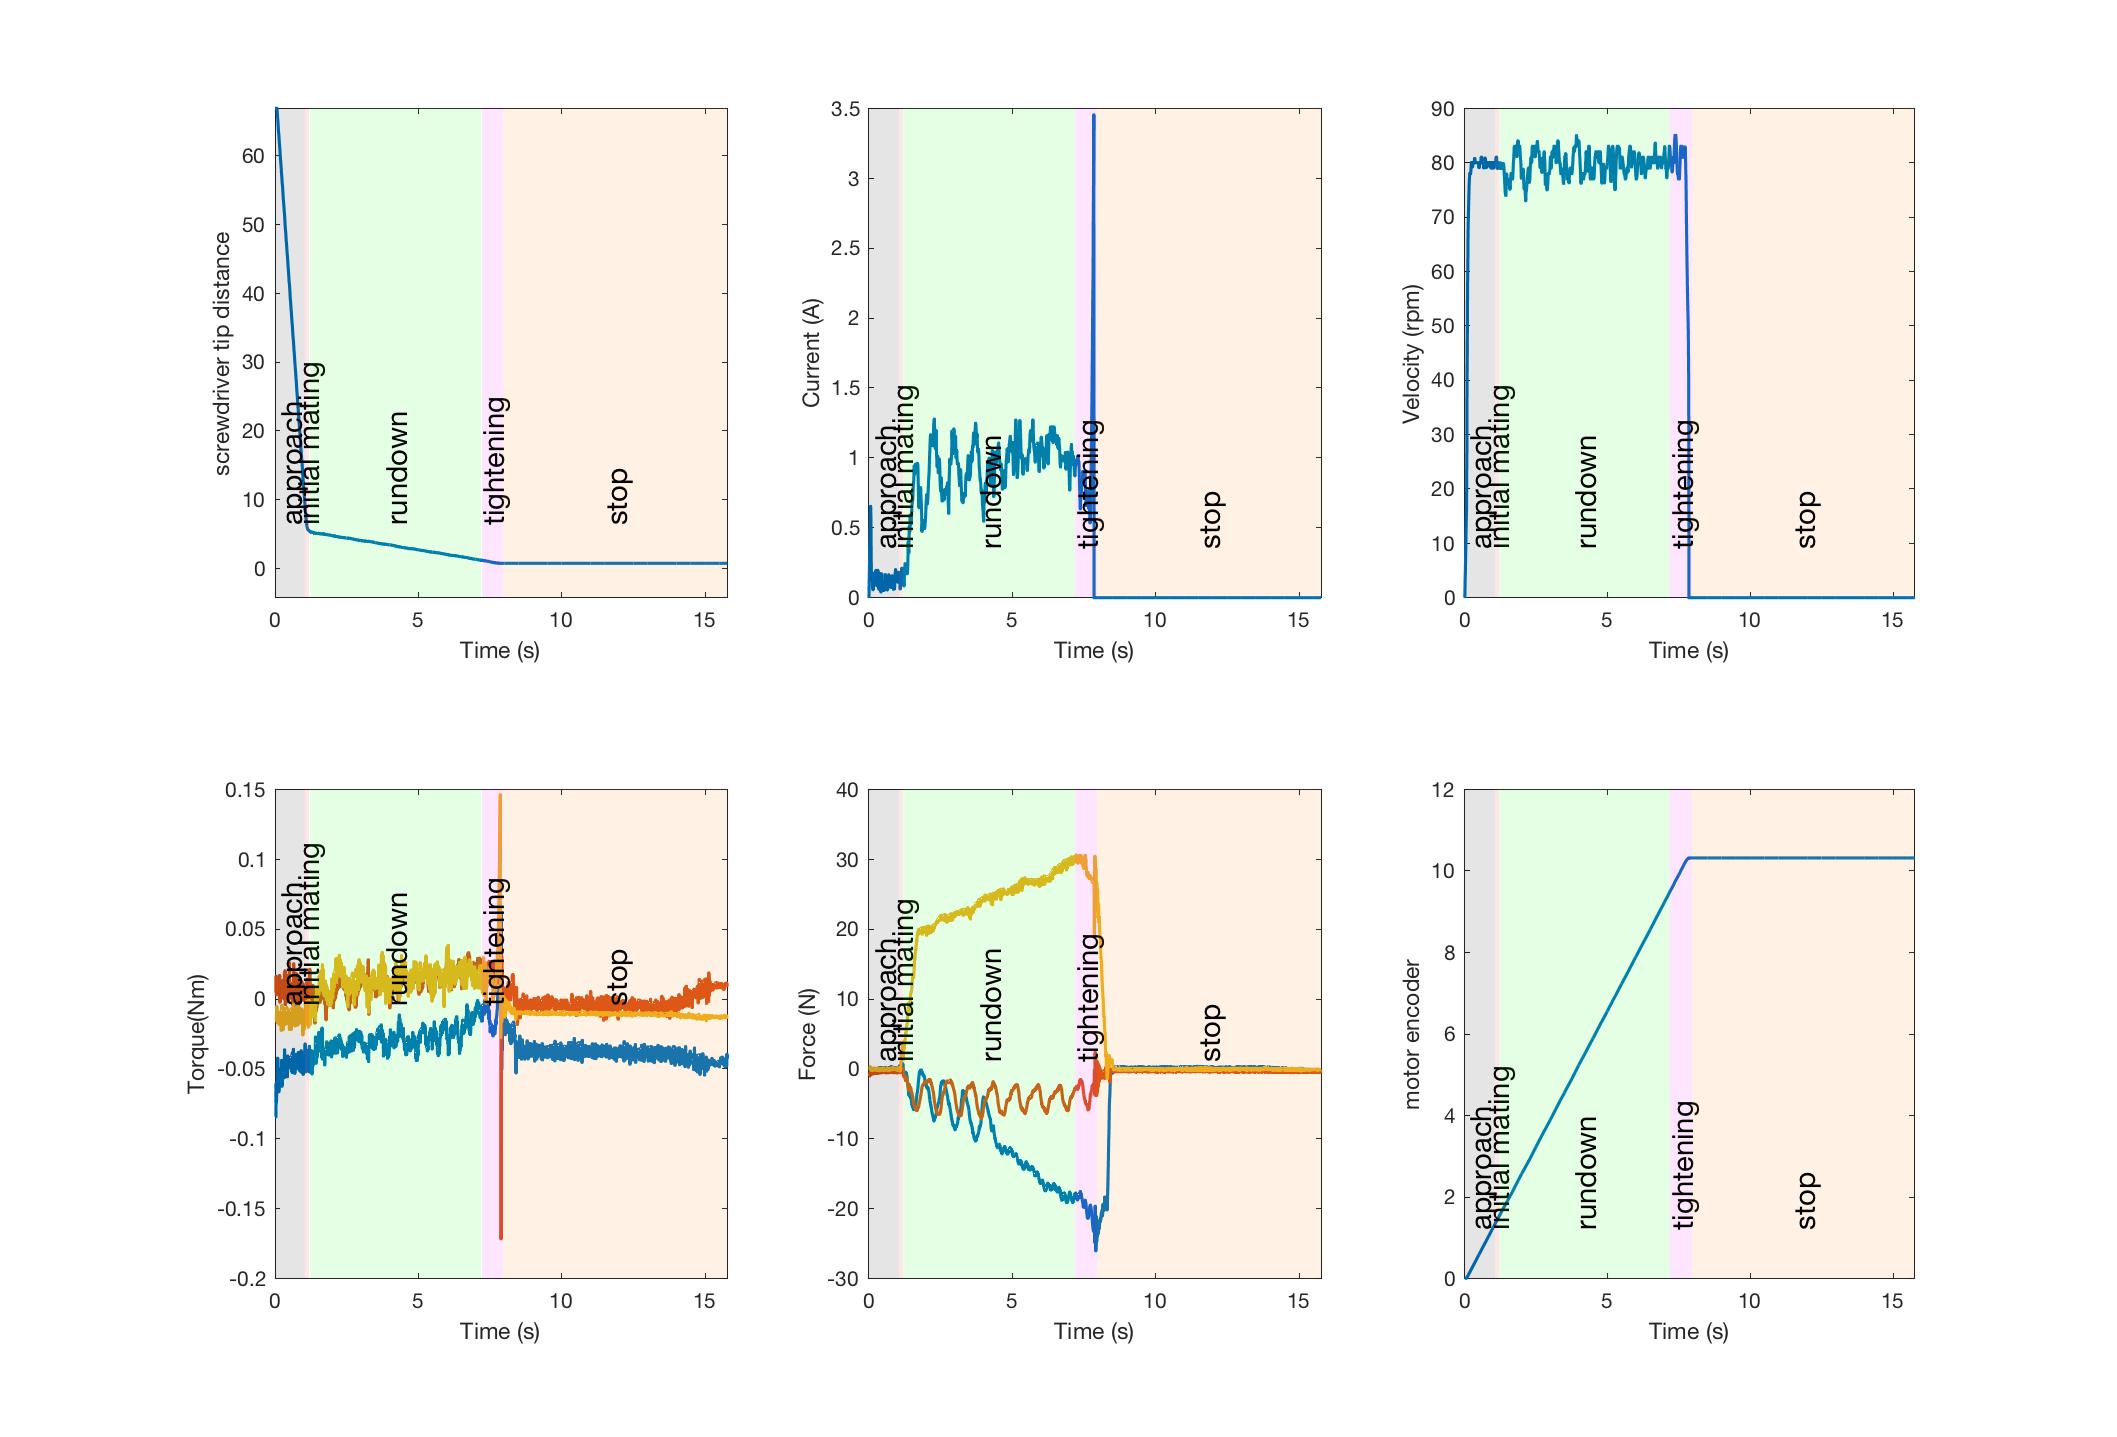 60
50
40
30
20
10
0
screwdriver tip distance
approach
initial mating
rundown
tightening
stop
0 5 10 15
Time (s)
3.5
3
2.5
2
1.5
1
0.5
0
Current (A)
approach
initial mating
rundown
tightening
stop
0 5 10 15
Time (s)
90
80
70
60
50
40
30
20
10
0
Velocity (rpm)
approach
initial mating
rundown
tightening
stop
0 5 10 15
Time (s)
0.15
0.1
0.05
0
-0.05
-0.1
-0.15
-0.2
Torque(Nm)
approach
initial mating
rundown
tightening
stop
0 5 10 15
Time (s)
40
30
20
10
0
-10
-20
-30
Force (N)
approach
initial mating
rundown
tightening
stop
0 5 10 15
Time (s)
12
10
8
6
4
2
0
motor encoder
approach
initial mating
rundown
tightening
stop
0 5 10 15
Time (s)